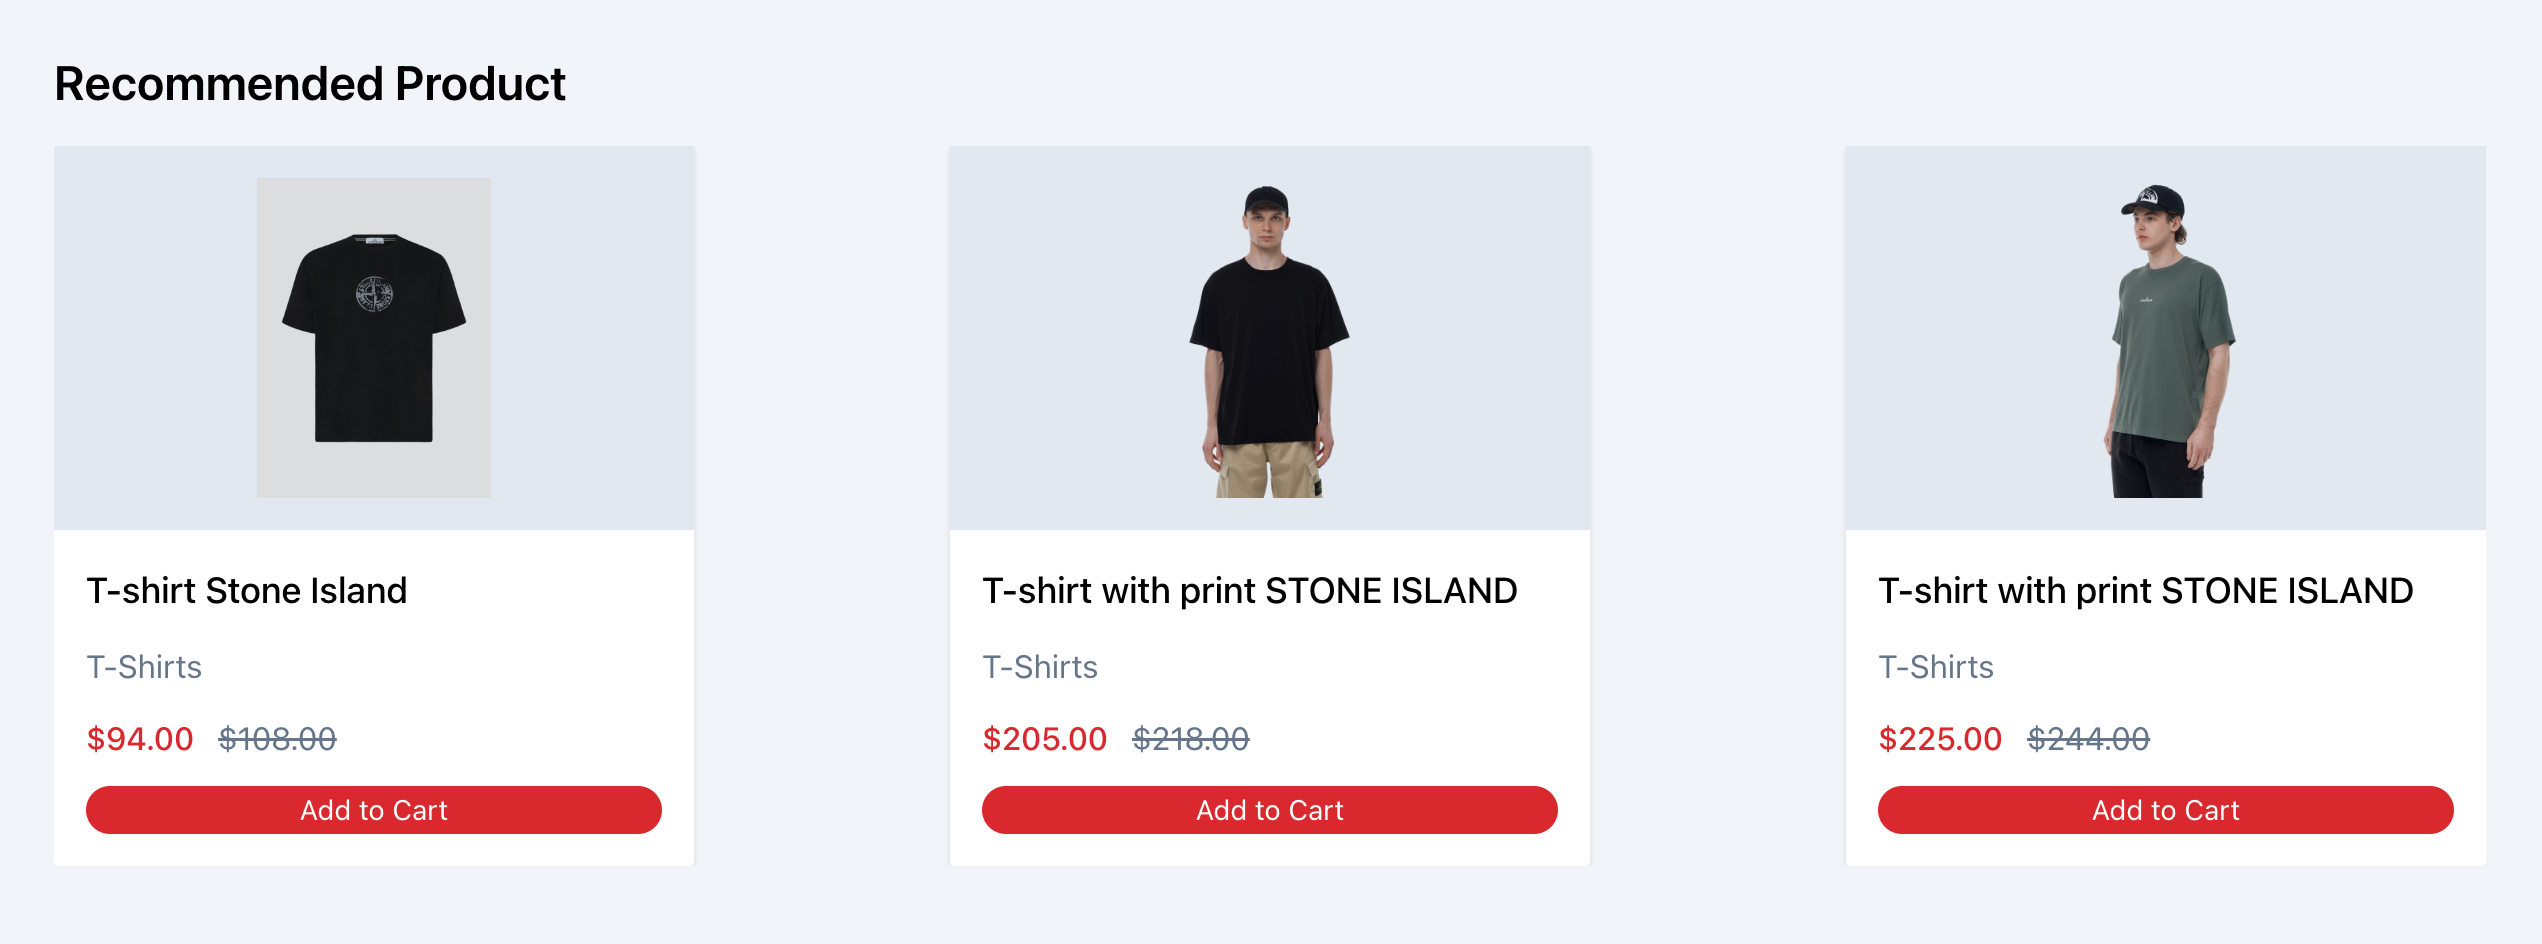 Recommended Product
T-shirt Stone Island
T-Shirts
$94.00 $108.00
Add to Cart
T-shirt with print STONE ISLAND
T-Shirts
$205.00 $218.00
Add to Cart
T-shirt with print STONE ISLAND
T-Shirts
$225.00 $244.00
Add to Cart